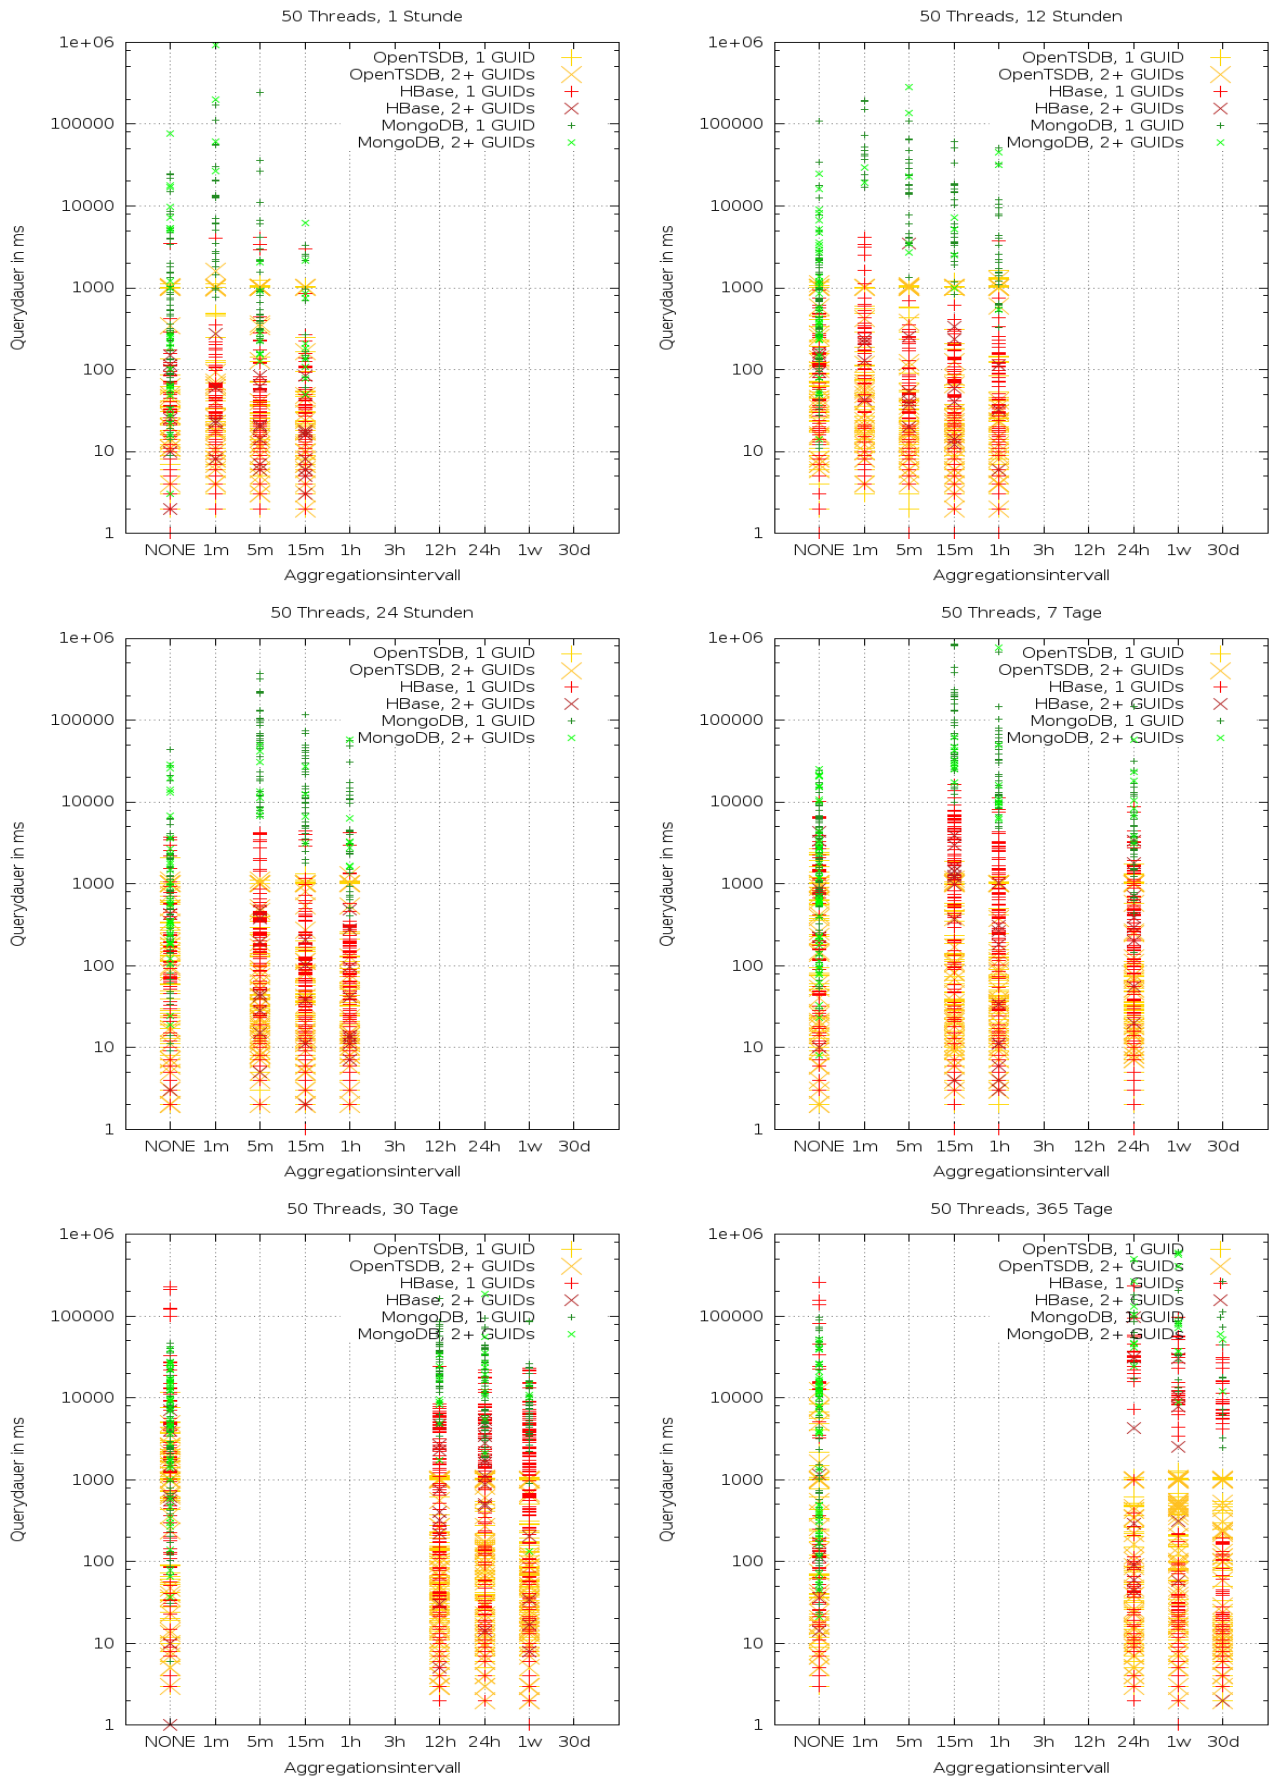 50 Threads, 1 Stunde
1e+06
100000
10000
1000
100
10
1
Querydauer in ms
OpenTSDB, 1 GUID
OpenTSDB, 2+ GUIDs
HBase, 1 GUIDs
HBase, 2+ GUIDs
MongoDB, 1 GUID
MongoDB, 2+ GUIDs
NONE 1m 5m 15m 1h 3h 12h 24h 1w 30d
Aggregationsintervall
50 Threads, 12 Stunden
1e+06
100000
10000
1000
100
10
1
Querydauer in ms
OpenTSDB, 1 GUID
OpenTSDB, 2+ GUIDs
HBase, 1 GUIDs
HBase, 2+ GUIDs
MongoDB, 1 GUID
MongoDB, 2+ GUIDs
NONE 1m 5m 15m 1h 3h 12h 24h 1w 30d
Aggregationsintervall
50 Threads, 24 Stunden
1e+06
100000
10000
1000
100
10
1
Querydauer in ms
OpenTSDB, 1 GUID
OpenTSDB, 2+ GUIDs
HBase, 1 GUIDs
HBase, 2+ GUIDs
MongoDB, 1 GUID
MongoDB, 2+ GUIDs
NONE 1m 5m 15m 1h 3h 12h 24h 1w 30d
Aggregationsintervall
50 Threads, 7 Tage
1e+06
100000
10000
1000
100
10
1
Querydauer in ms
OpenTSDB, 1 GUID
OpenTSDB, 2+ GUIDs
HBase, 1 GUIDs
HBase, 2+ GUIDs
MongoDB, 1 GUID
MongoDB, 2+ GUIDs
NONE 1m 5m 15m 1h 3h 12h 24h 1w 30d
Aggregationsintervall
50 Threads, 30 Tage
1e+06
100000
10000
1000
100
10
1
Querydauer in ms
OpenTSDB, 1 GUID
OpenTSDB, 2+ GUIDs
HBase, 1 GUIDs
HBase, 2+ GUIDs
MongoDB, 1 GUID
MongoDB, 2+ GUIDs
NONE 1m 5m 15m 1h 3h 12h 24h 1w 30d
Aggregationsintervall
50 Threads, 365 Tage
1e+06
100000
10000
1000
100
10
1
Querydauer in ms
OpenTSDB, 1 GUID
OpenTSDB, 2+ GUIDs
HBase, 1 GUIDs
HBase, 2+ GUIDs
MongoDB, 1 GUID
MongoDB, 2+ GUIDs
NONE 1m 5m 15m 1h 3h 12h 24h 1w 30d
Aggregationsintervall